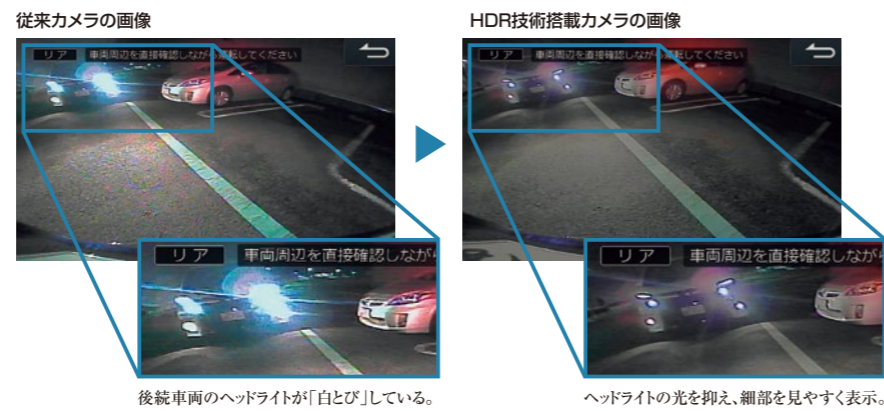 従来カメラの画像
HDR技術搭載カメラの画像
リア 車両周辺を直接確認しながら運転してください
リア 車両周辺を直接確認しながら運転してください
リア 車両周辺を直接確認しなが
リア 車両周辺を直接確認しなが
後続車両のヘッドライトが「白とび」している。
ヘッドライトの光を抑え、細部を見やすく表示。